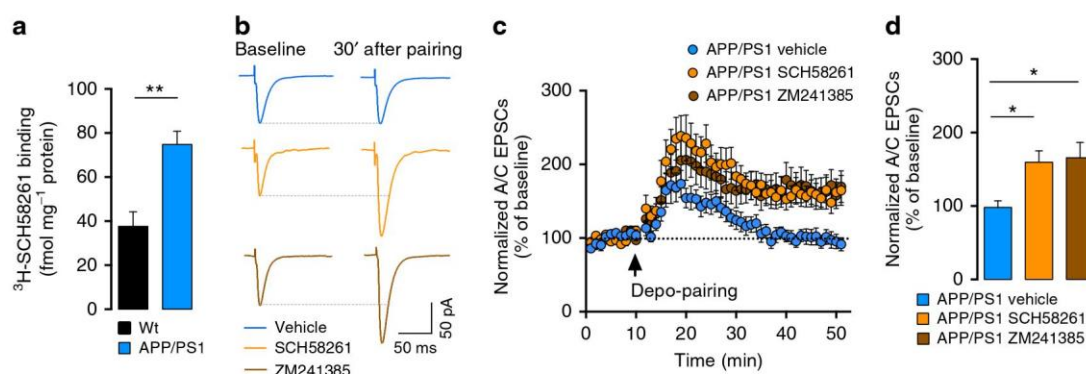 a
³H-SCH58261 binding
(fmol mg⁻¹ protein)
100
80
60
40
20
0
**
Wt
APP/PS1
b
Baseline
30′ after pairing
50 pA
50 ms
Vehicle
SCH58261
ZM241385
c
APP/PS1 vehicle
APP/PS1 SCH58261
APP/PS1 ZM241385
Normalized A/C EPSCs
(% of baseline)
300
200
100
0
Depo-pairing
0
10
20
30
40
50
Time (min)
d
Normalized A/C EPSCs
(% of baseline)
300
200
100
0
*
*
APP/PS1 vehicle
APP/PS1 SCH58261
APP/PS1 ZM241385